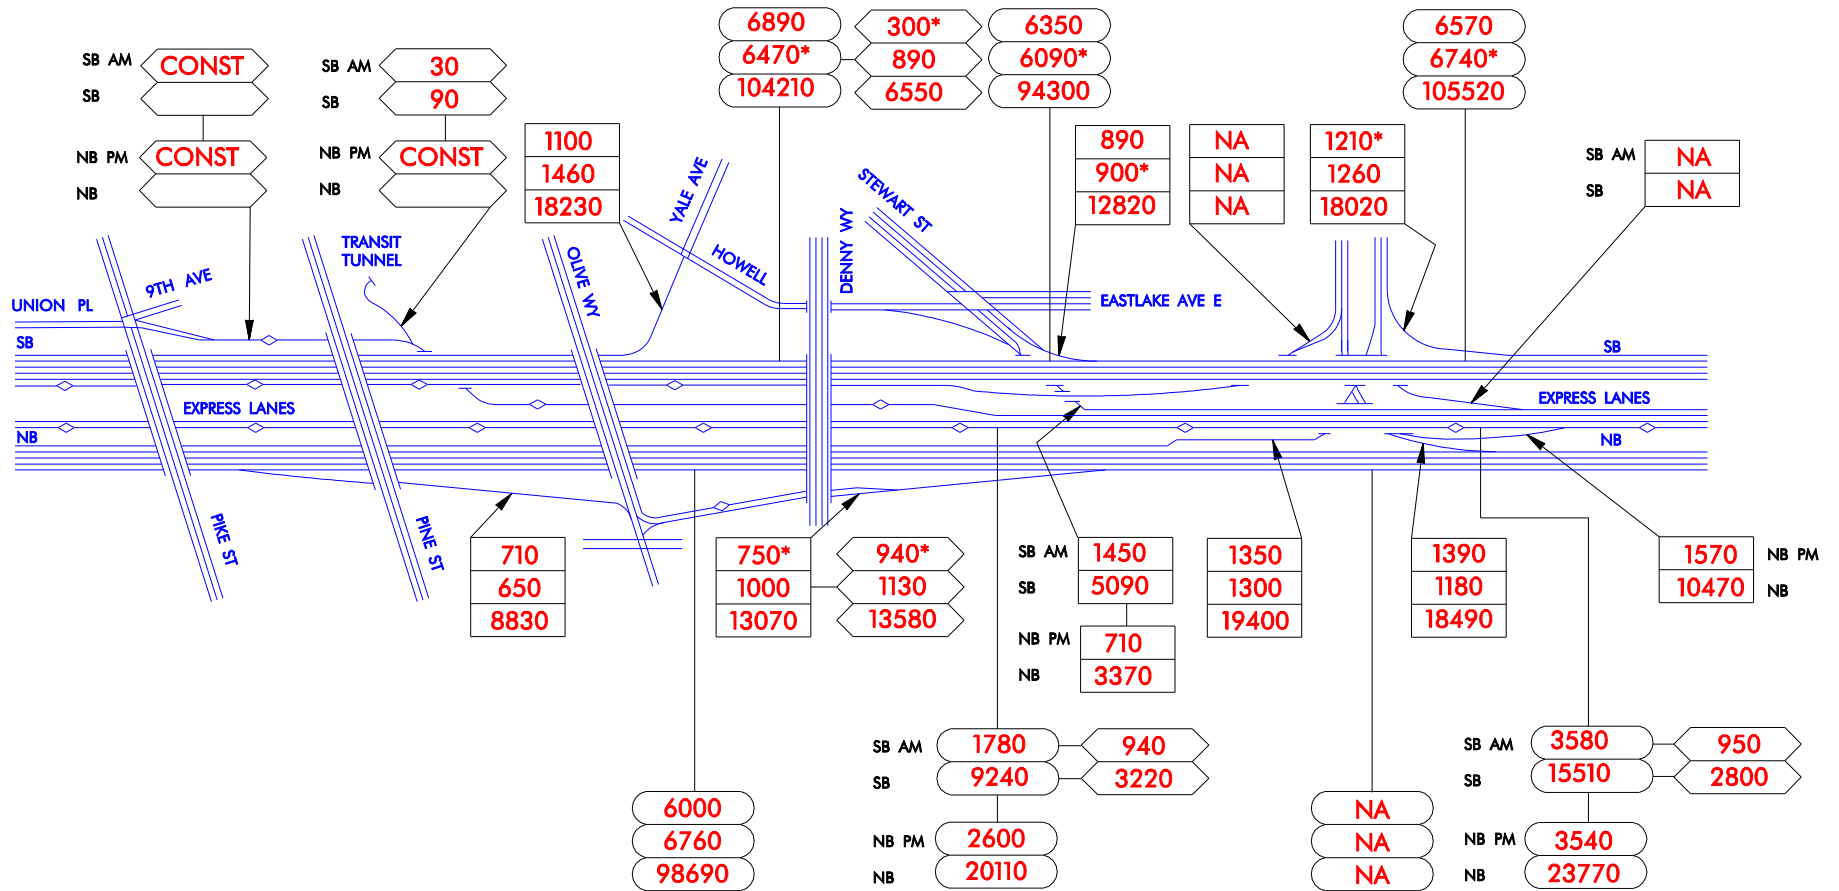 6890
6470*
104210
300*
890
6550
6350
6090*
94300
6570
6740*
105520
SB AM
CONST
SB
NB PM
CONST
NB
SB AM
30
SB
90
NB PM
CONST
NB
1100
1460
18230
890
900*
12820
NA
NA
NA
1210*
1260
18020
SB AM
NA
SB
NA
YALE AVE
STEWART ST
HOWELL
DENNY WY
TRANSIT
TUNNEL
OLIVE WY
9TH AVE
UNION PL
EASTLAKE AVE E
SB
SB
EXPRESS LANES
EXPRESS LANES
NB
NB
PIKE ST
PINE ST
710
650
8830
750*
1000
13070
940*
1130
13580
SB AM
1450
SB
5090
NB PM
710
NB
3370
1350
1300
19400
1390
1180
18490
1570 NB PM
10470 NB
6000
6760
98690
SB AM
1780
940
SB
9240
3220
NB PM
2600
NB
20110
NA
NA
NA
SB AM
3580
950
SB
15510
2800
NB PM
3540
NB
23770